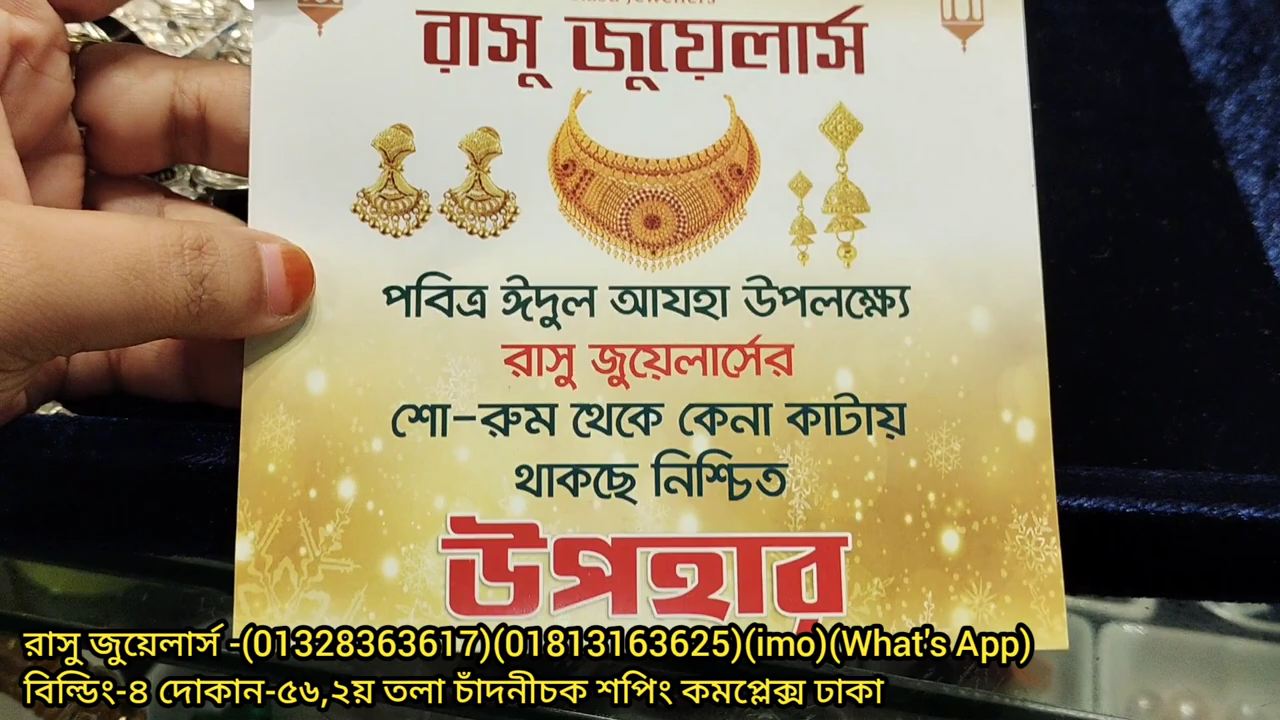 রাসু জুয়েলার্স
পবিত্র ঈদুল আযহা উপলক্ষ্যে
রাসু জুয়েলার্সের
শো-রুম থেকে কেনা কাটায়
থাকছে নিশ্চিত
উপহার
রাসু জুয়েলার্স -(01328363617)(01813163625)(imo)(What's App)
বিল্ডিং-৪ দোকান-৫৬,২য় তলা চাঁদনীচক শপিং কমপ্লেক্স ঢাকা